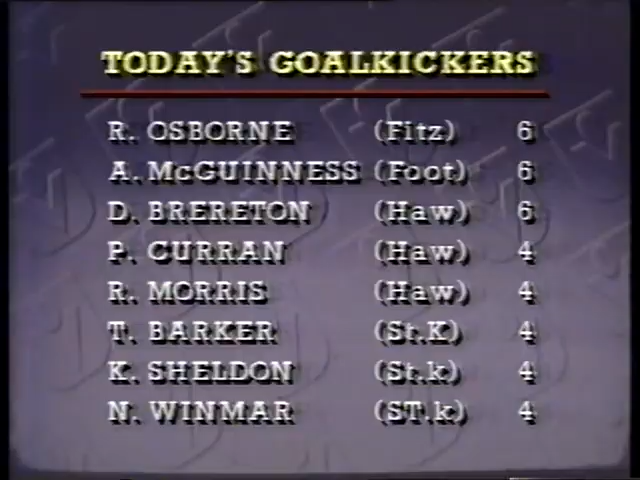 TODAY'S GOALKICKERS
R. OSBORNE (Fitz) 6
A. McGUINNESS (Foot) 6
D. BRERETON (Haw) 6
P. CURRAN (Haw) 4
R. MORRIS (Haw) 4
T. BARKER (St.K) 4
K. SHELDON (St.k) 4
N. WINMAR (ST.k) 4